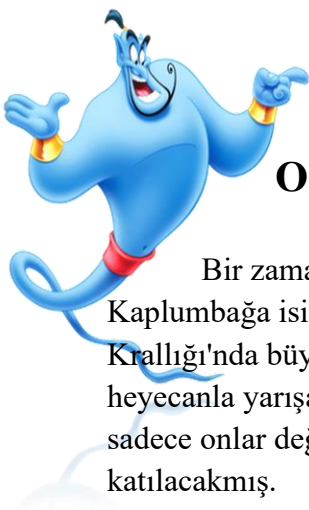 O
Bir zama
Kaplumbağa isi
Krallığı'nda büy
heyecanla yarışa
sadece onlar değ
katılacakmış.